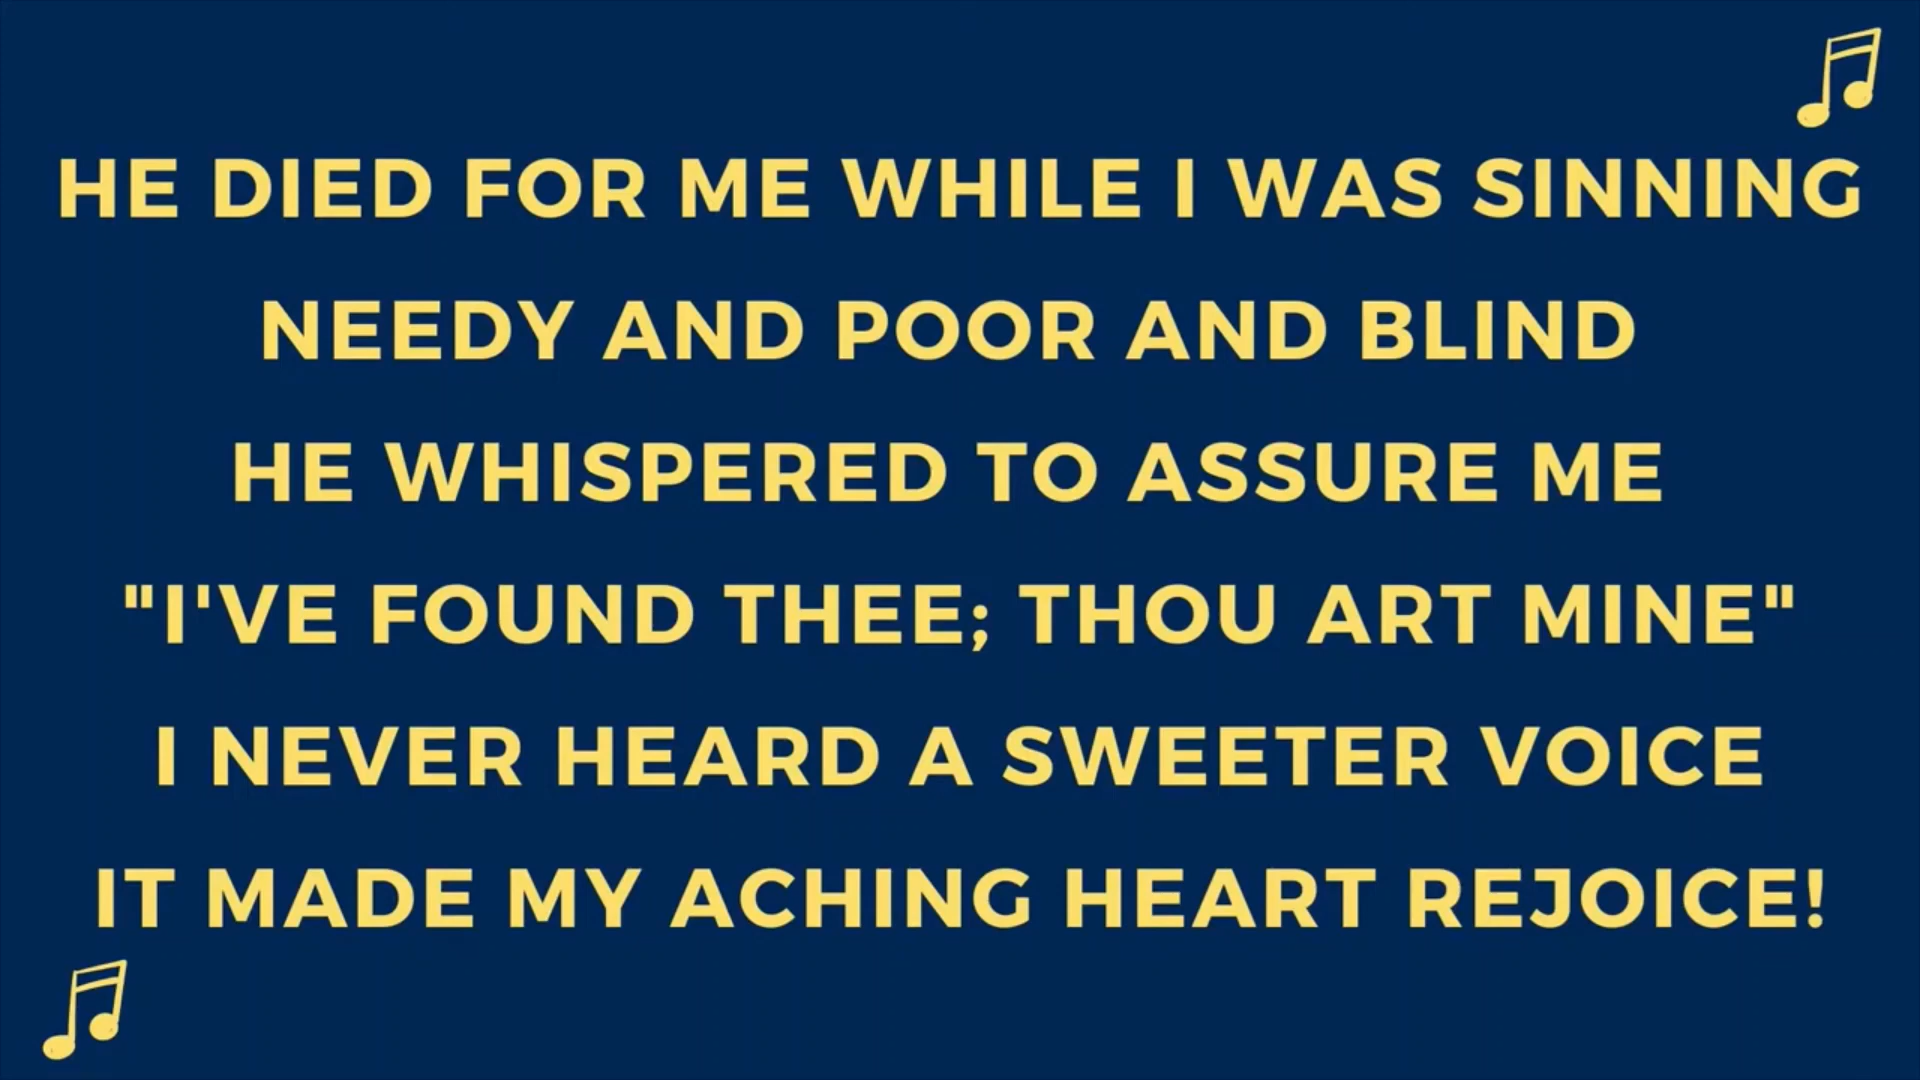 HE DIED FOR ME WHILE I WAS SINNING
NEEDY AND POOR AND BLIND
HE WHISPERED TO ASSURE ME
"I'VE FOUND THEE; THOU ART MINE"
I NEVER HEARD A SWEETER VOICE
IT MADE MY ACHING HEART REJOICE!